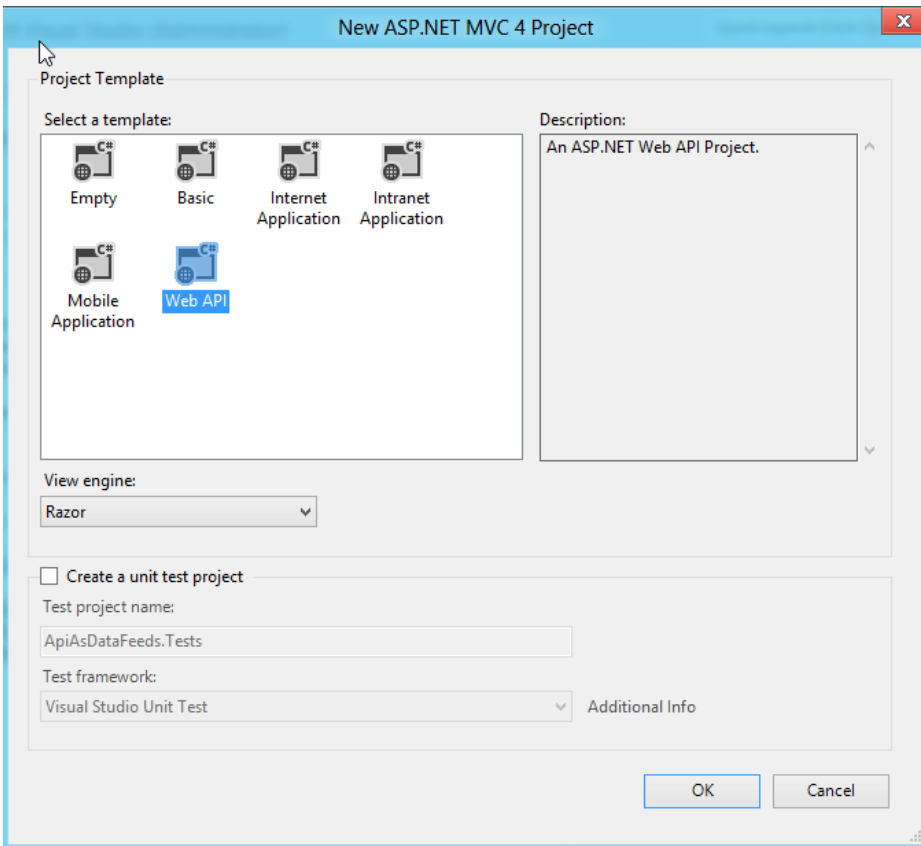 New ASP.NET MVC 4 Project
Project Template
Select a template:
Description:
C# C# C# C#
Empty Basic Internet Application Intranet Application
An ASP.NET Web API Project.
C# C#
Mobile Application Web API
View engine:
Razor
Create a unit test project
Test project name:
ApiAsDataFeeds.Tests
Test framework:
Visual Studio Unit Test
Additional Info
OK Cancel